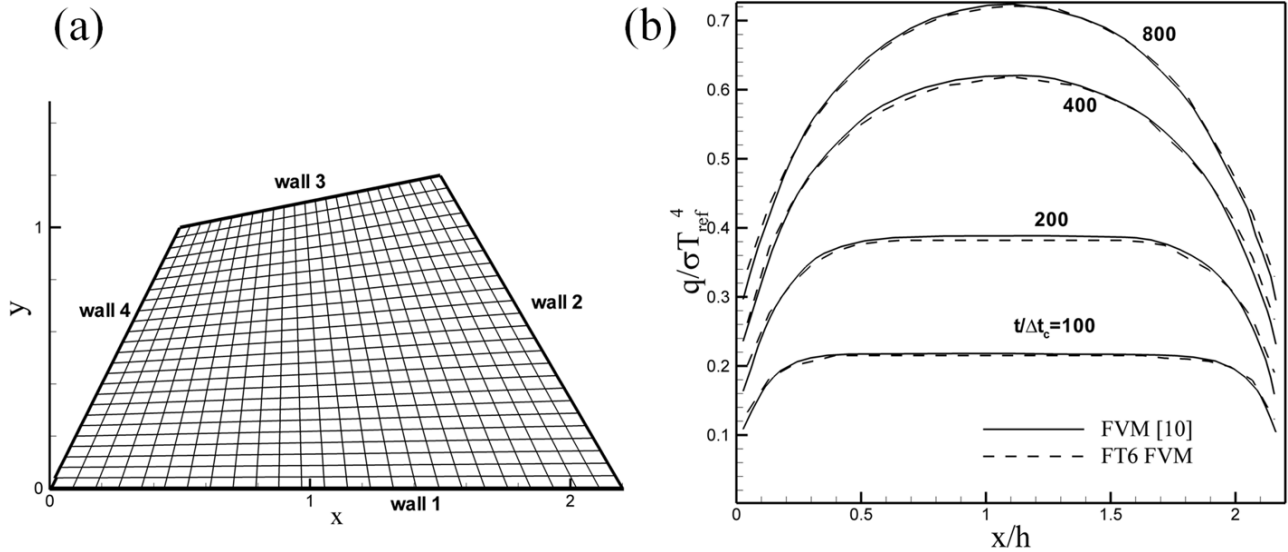 (a)
wall 3
1
wall 4
wall 2
y
0
wall 1
0
1
2
x
(b)
0.7
0.6
0.5
0.4
0.3
0.2
0.1
q/σT_ref^4
800
400
200
t/Δt_c=100
FVM [10]
FT6 FVM
0
0.5
1
1.5
2
x/h